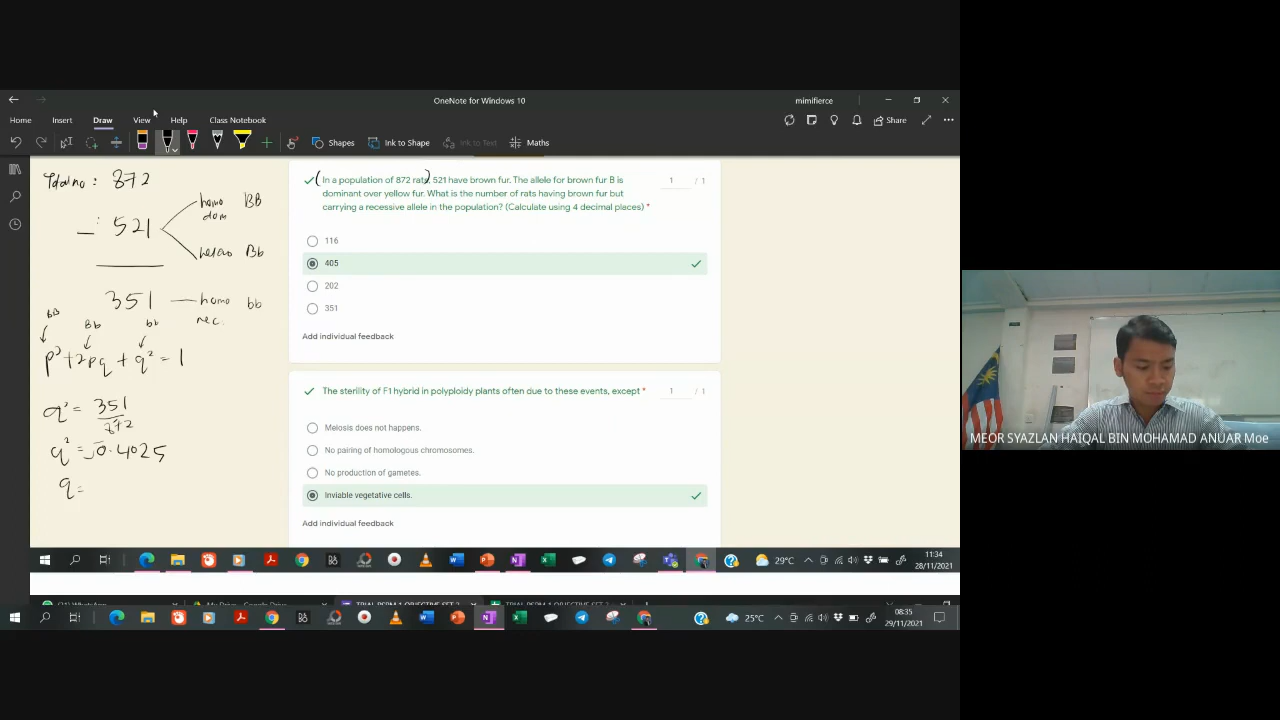 OneNote for Windows 10
mimifierce
Home
Insert
Draw
View
Help
Class Notebook
Share
Shapes
Ink to Shape
Ink to Text
Maths
Total no : 872
: 521
homo dom BB
hetero Bb
351 — homo rec. bb
BB Bb bb
p² + 2pq + q² = 1
q² = 351
872
q² = √0.4025
q =
(In a population of 872 rats), 521 have brown fur. The allele for brown fur B is
dominant over yellow fur. What is the number of rats having brown fur but
carrying a recessive allele in the population? (Calculate using 4 decimal places) *
1 / 1
116
405
202
351
Add individual feedback
The sterility of F1 hybrid in polyploidy plants often due to these events, except *
1 / 1
Meiosis does not happens.
No pairing of homologous chromosomes.
No production of gametes.
Inviable vegetative cells.
Add individual feedback
MEOR SYAZLAN HAIQAL BIN MOHAMAD ANUAR Moe
29°C
11:34
28/11/2021
25°C
08:35
29/11/2021